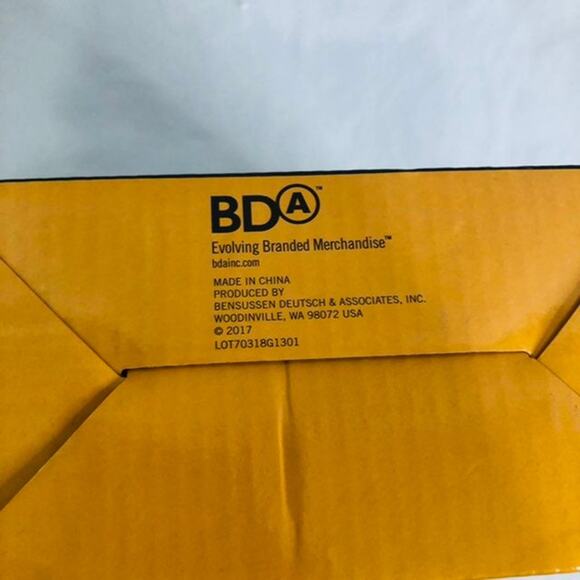 BDA™
Evolving Branded Merchandise™
bdainc.com
MADE IN CHINA
PRODUCED BY
BENSUSSEN DEUTSCH & ASSOCIATES, INC.
WOODINVILLE, WA 98072 USA
© 2017
LOT70318G1301